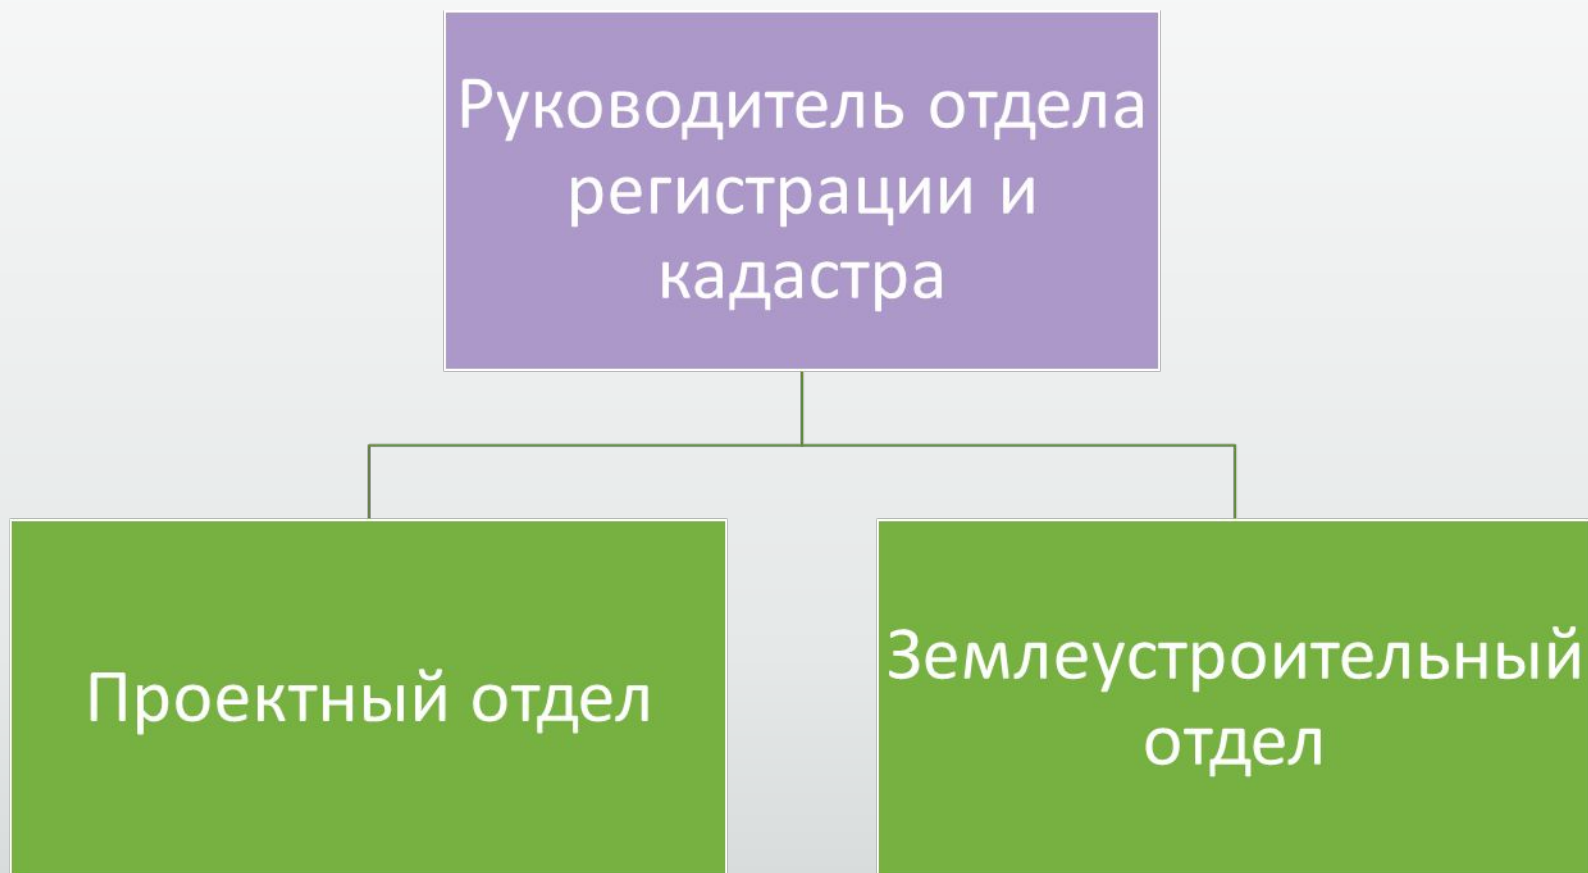 Руководитель отдела
регистрации и
кадастра
Проектный отдел
Землеустроительный
отдел